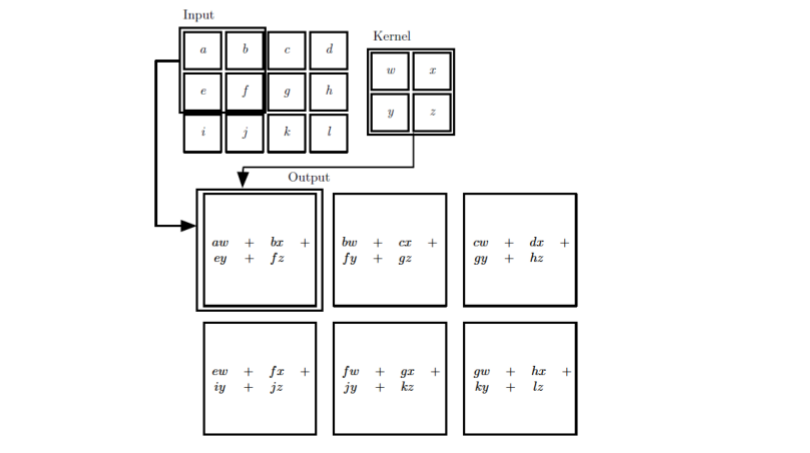 Input
Kernel
a b c d
w x
e f g h
y z
i j k l
Output
aw + bx +
ey + fz
bw + cx +
fy + gz
cw + dx +
gy + hz
ew + fx +
iy + jz
fw + gx +
jy + kz
gw + hx +
ky + lz